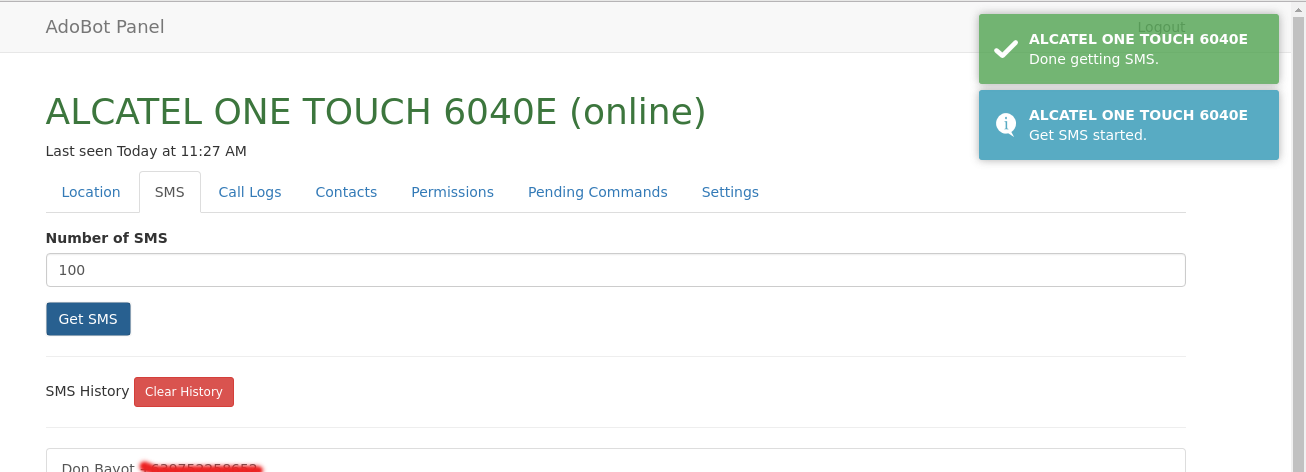 AdoBot Panel
Logout
ALCATEL ONE TOUCH 6040E
Done getting SMS.
ALCATEL ONE TOUCH 6040E
Get SMS started.
ALCATEL ONE TOUCH 6040E (online)
Last seen Today at 11:27 AM
Location SMS Call Logs Contacts Permissions Pending Commands Settings
Number of SMS
100
Get SMS
SMS History Clear History
Don Bayot